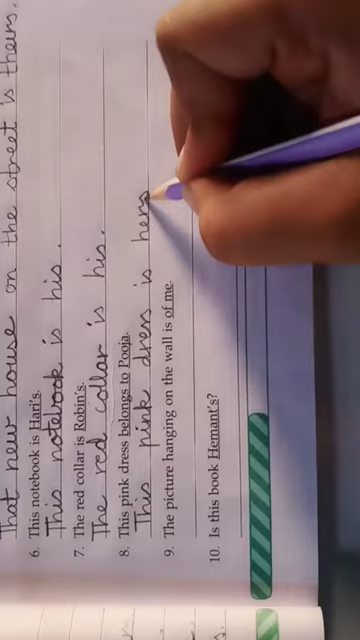 That new house on the street is theirs.
6. This notebook is Hari's.
This notebook is his.
7. The red collar is Robin's.
The red collar is his.
8. This pink dress belongs to Pooja.
This pink dress is hers
9. The picture hanging on the wall is of me.
10. Is this book Hemant's?